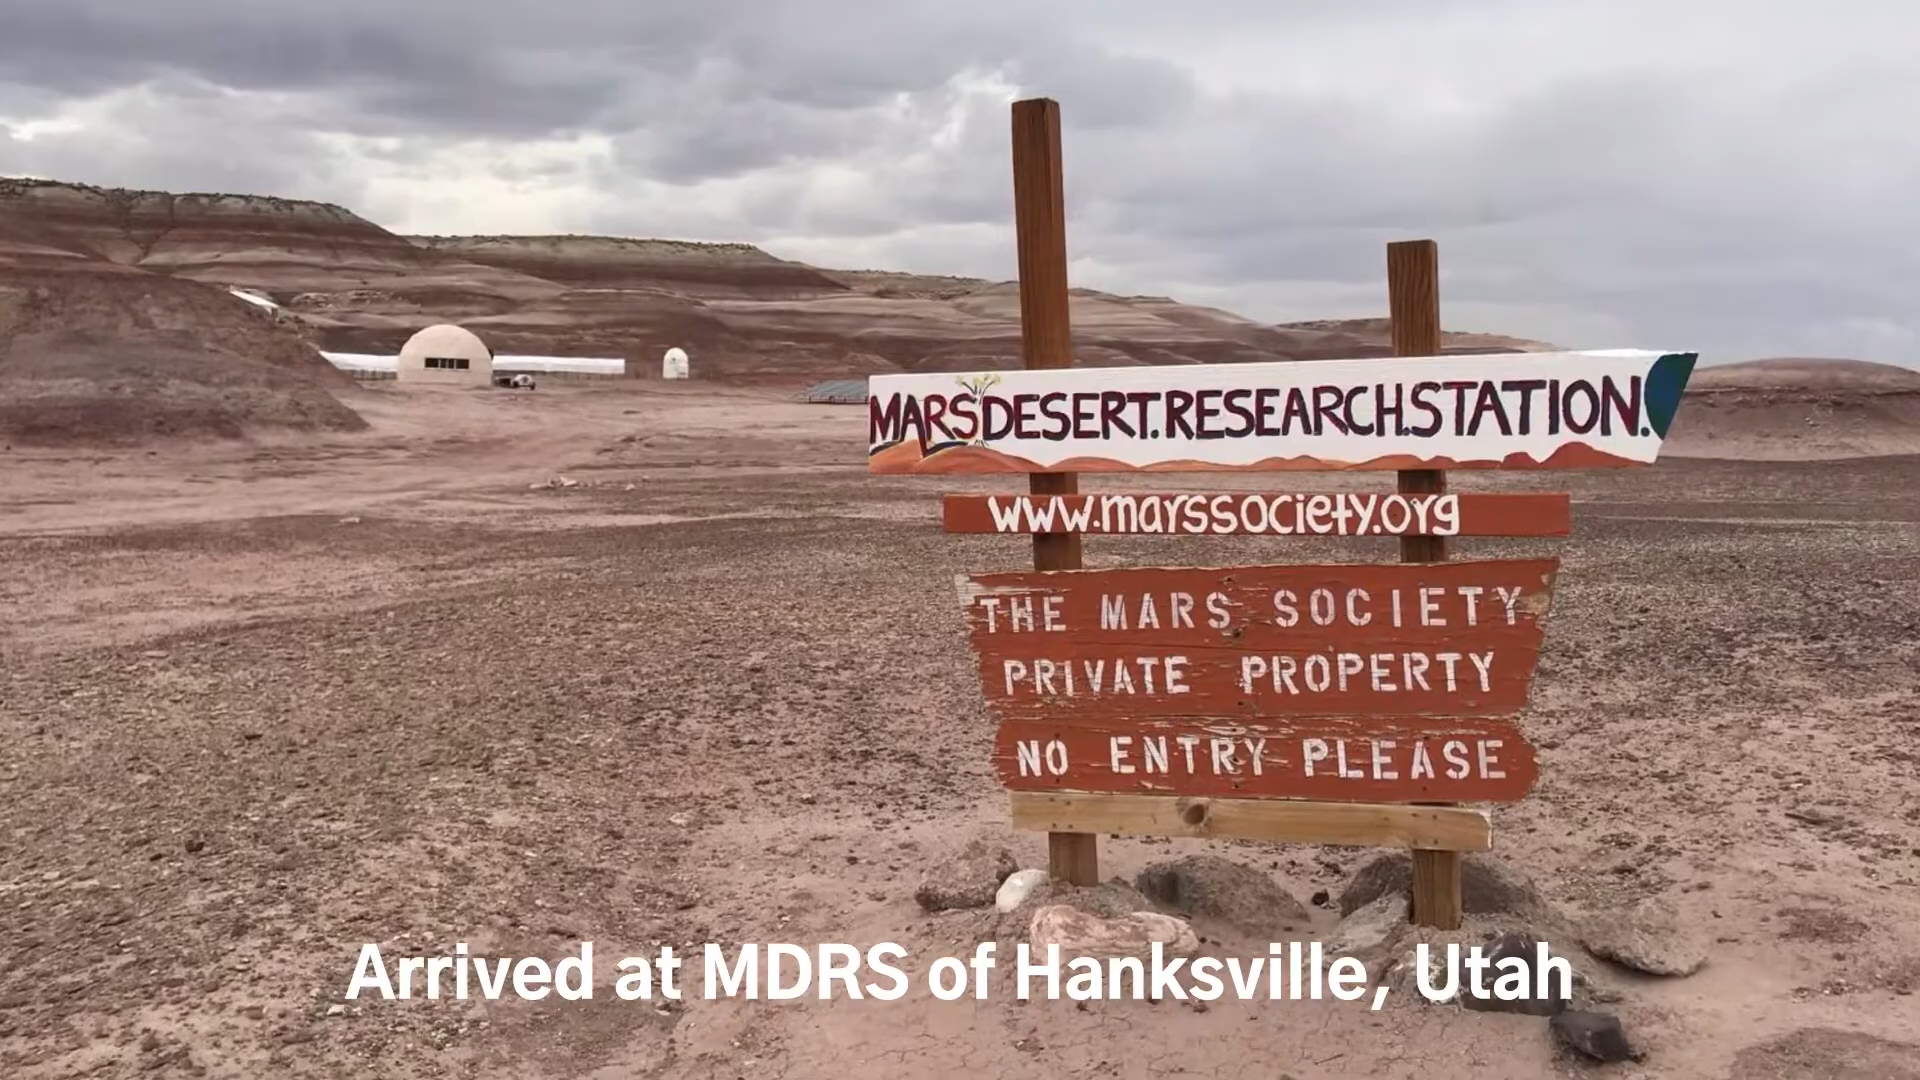 MARS DESERT. RESEARCH. STATION.
www.marssociety.org
THE MARS SOCIETY
PRIVATE PROPERTY
NO ENTRY PLEASE
Arrived at MDRS of Hanksville, Utah